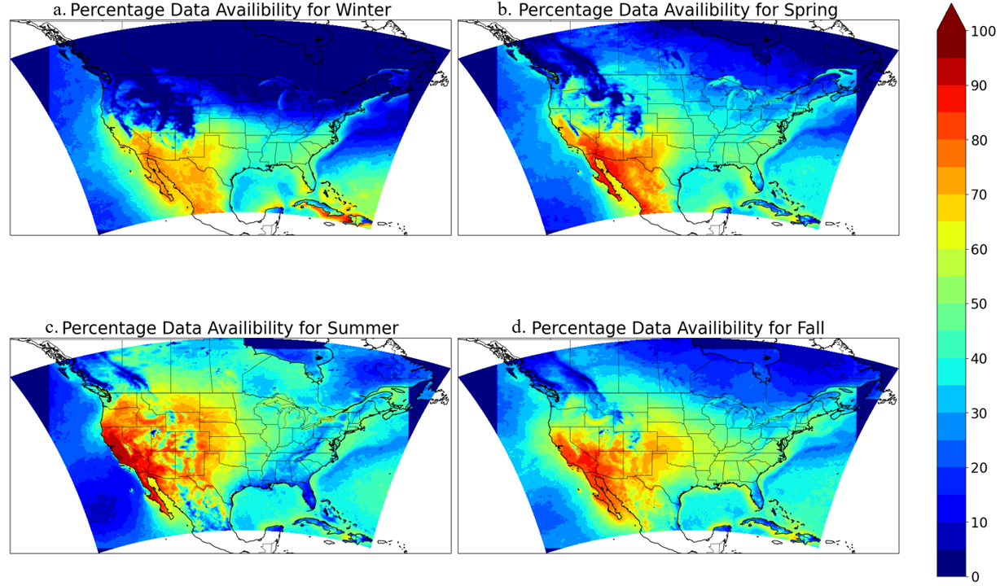 a. Percentage Data Availibility for Winter
b. Percentage Data Availibility for Spring
c. Percentage Data Availibility for Summer
d. Percentage Data Availibility for Fall
100
90
80
70
60
50
40
30
20
10
0